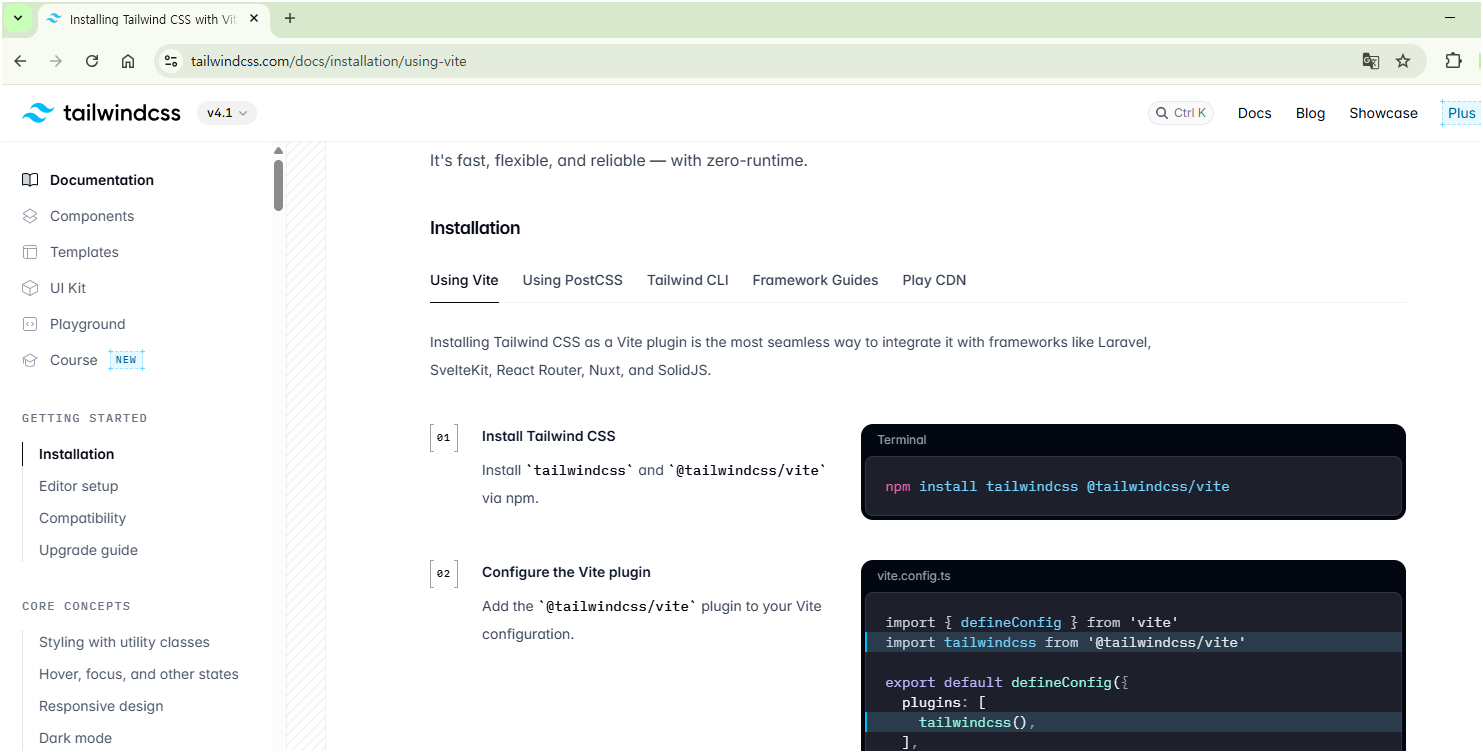 Installing Tailwind CSS with Vit
tailwindcss.com/docs/installation/using-vite
tailwindcss v4.1 Ctrl K Docs Blog Showcase Plus
Documentation
Components
Templates
UI Kit
Playground
Course NEW
GETTING STARTED
Installation
Editor setup
Compatibility
Upgrade guide
CORE CONCEPTS
Styling with utility classes
Hover, focus, and other states
Responsive design
Dark mode
It's fast, flexible, and reliable — with zero-runtime.
Installation
Using Vite Using PostCSS Tailwind CLI Framework Guides Play CDN
Installing Tailwind CSS as a Vite plugin is the most seamless way to integrate it with frameworks like Laravel,
SvelteKit, React Router, Nuxt, and SolidJS.
01 Install Tailwind CSS
Install `tailwindcss` and `@tailwindcss/vite`
via npm.
Terminal
npm install tailwindcss @tailwindcss/vite
02 Configure the Vite plugin
Add the `@tailwindcss/vite` plugin to your Vite
configuration.
vite.config.ts
import { defineConfig } from 'vite'
import tailwindcss from '@tailwindcss/vite'
export default defineConfig({
plugins: [
tailwindcss(),
],